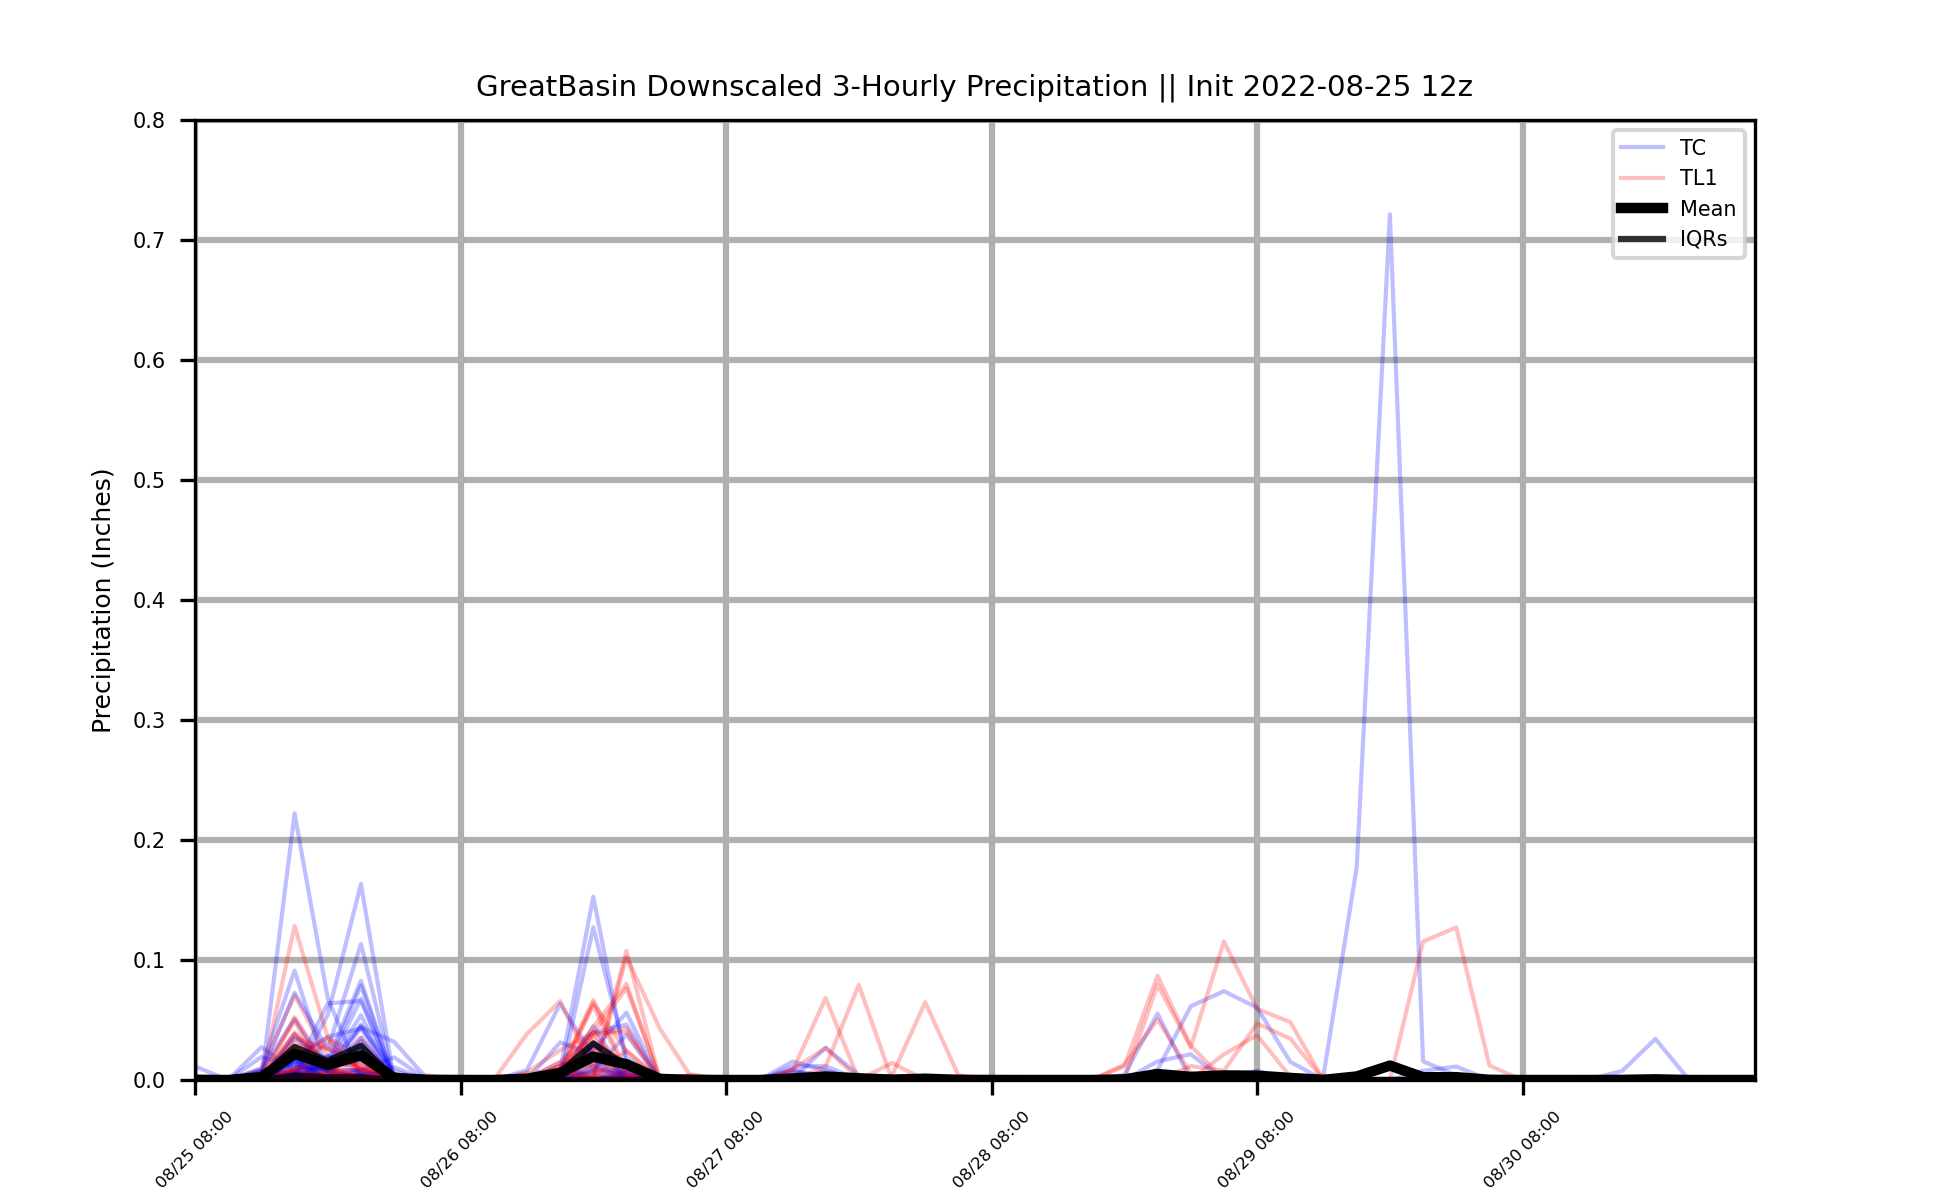 GreatBasin Downscaled 3-Hourly Precipitation || Init 2022-08-25 12z
TC
TL1
Mean
IQRs
Precipitation (Inches)
0.8
0.7
0.6
0.5
0.4
0.3
0.2
0.1
0.0
08/25 08:00
08/26 08:00
08/27 08:00
08/28 08:00
08/29 08:00
08/30 08:00